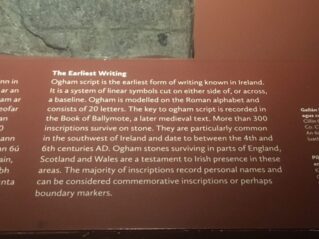 The Earliest Writing
Ogham script is the earliest form of writing known in Ireland.
It is a system of linear symbols cut on either side of, or across,
a baseline. Ogham is modelled on the Roman alphabet and
consists of 20 letters. The key to ogham script is recorded in
the Book of Ballymote, a later medieval text. More than 300
inscriptions survive on stone. They are particularly common
in the southwest of Ireland and date to between the 4th and
6th centuries AD. Ogham stones surviving in parts of England,
Scotland and Wales are a testament to Irish presence in these
areas. The majority of inscriptions record personal names and
can be considered commemorative inscriptions or perhaps
boundary markers.